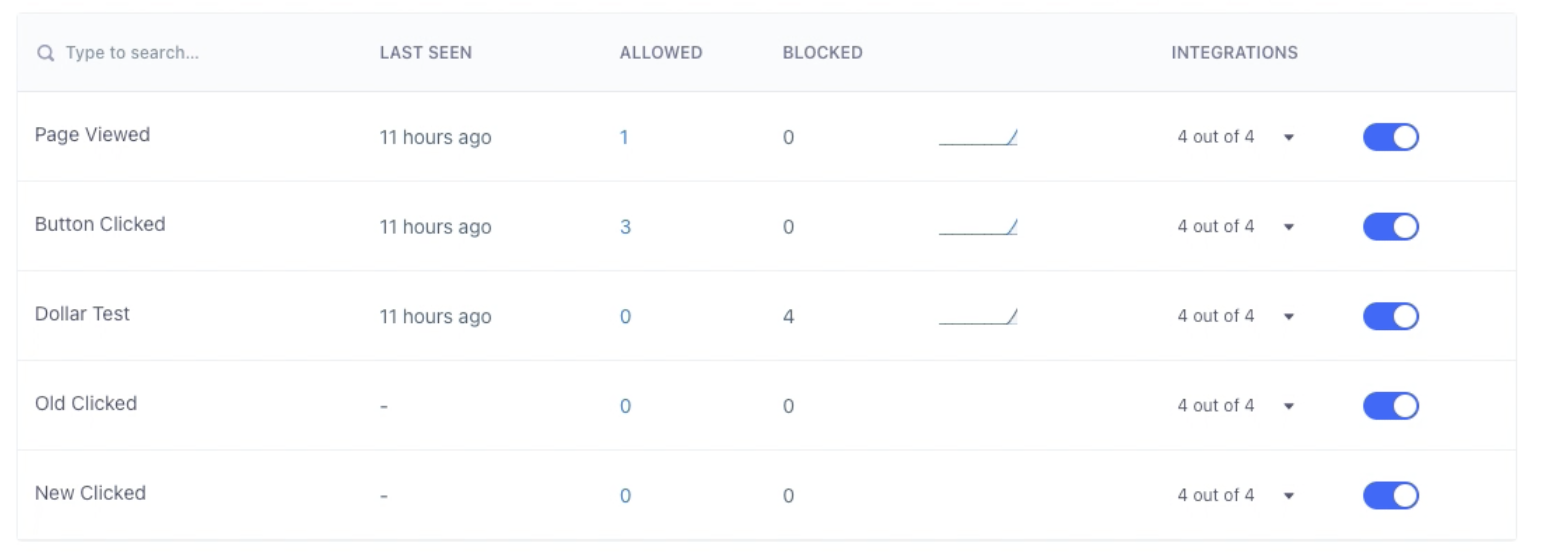 Type to search... LAST SEEN ALLOWED BLOCKED INTEGRATIONS
Page Viewed 11 hours ago 1 0 4 out of 4
Button Clicked 11 hours ago 3 0 4 out of 4
Dollar Test 11 hours ago 0 4 4 out of 4
Old Clicked - 0 0 4 out of 4
New Clicked - 0 0 4 out of 4